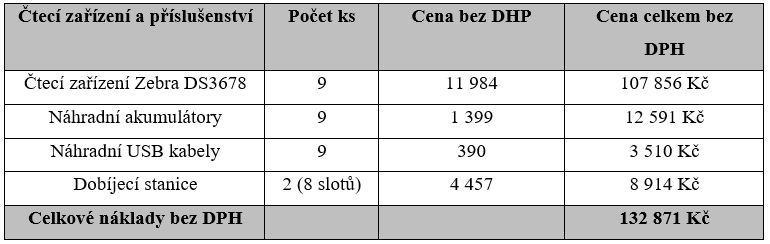 Čtecí zařízení a příslušenství Počet ks Cena bez DHP Cena celkem bez
DPH
Čtecí zařízení Zebra DS3678 9 11 984 107 856 Kč
Náhradní akumulátory 9 1 399 12 591 Kč
Náhradní USB kabely 9 390 3 510 Kč
Dobíjecí stanice 2 (8 slotů) 4 457 8 914 Kč
Celkové náklady bez DPH 132 871 Kč